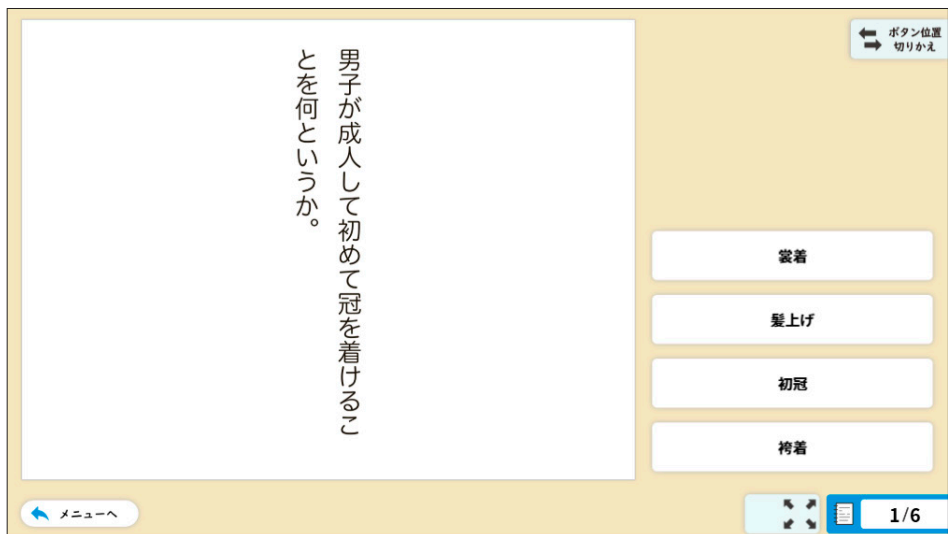 男子が成人して初めて冠を着けるこ
とを何というか。
ボタン位置
切りかえ
裳着
髪上げ
初冠
袴着
メニューへ
1/6